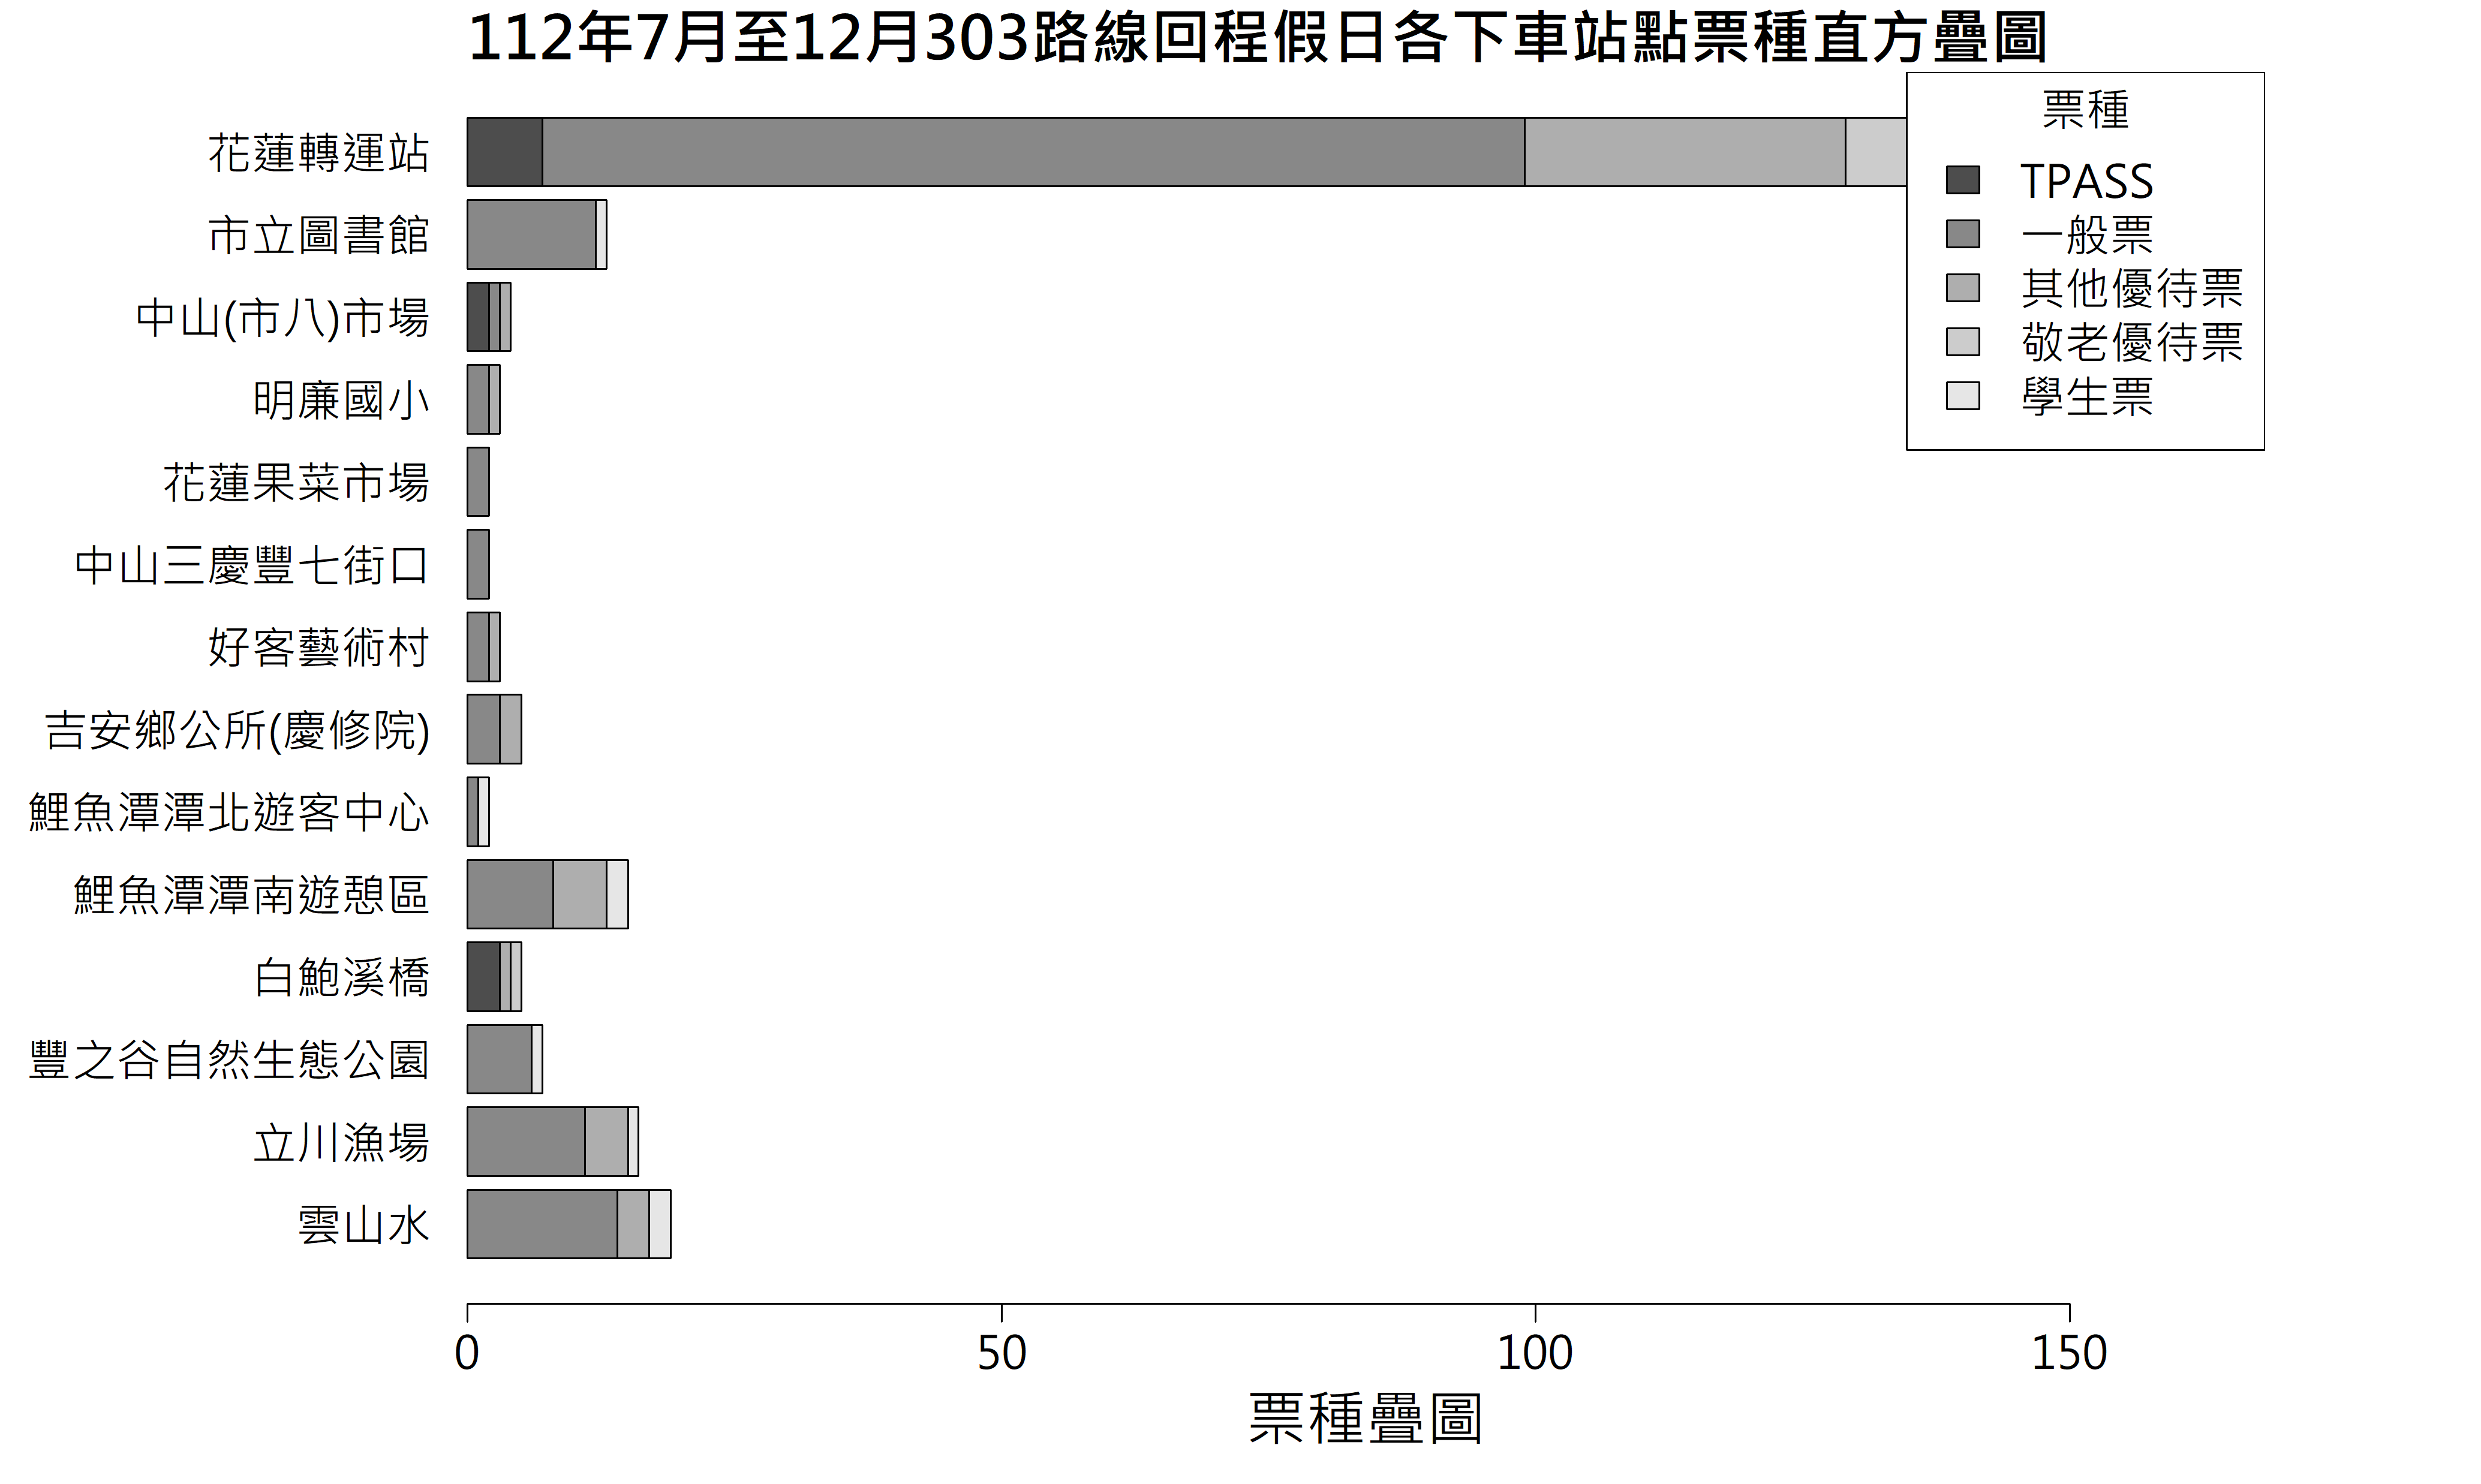 112年7月至12月303路線回程假日各下車站點票種直方疊圖
票種
TPASS
一般票
其他優待票
敬老優待票
學生票
花蓮轉運站
市立圖書館
中山(市八)市場
明廉國小
花蓮果菜市場
中山三慶豐七街口
好客藝術村
吉安鄉公所(慶修院)
鯉魚潭潭北遊客中心
鯉魚潭潭南遊憩區
白鮑溪橋
豐之谷自然生態公園
立川漁場
雲山水
0 50 100 150
票種疊圖